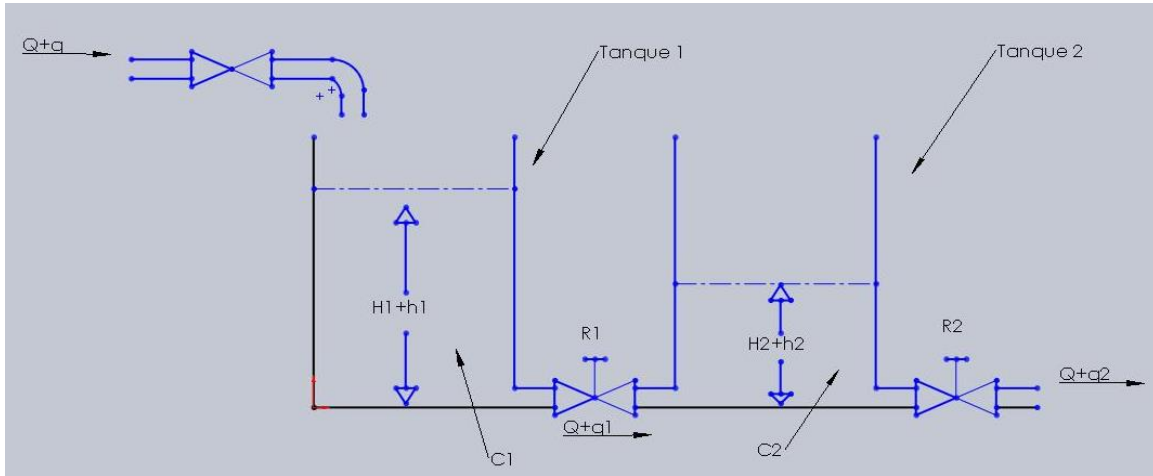 Q+q
Tanque 1
Tanque 2
H1+h1
R1
H2+h2
R2
Q+q2
Q+q1
C1
C2